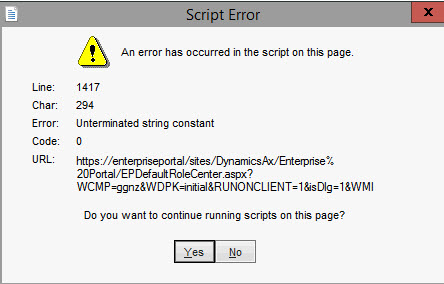 Script Error
An error has occurred in the script on this page.
Line: 1417
Char: 294
Error: Unterminated string constant
Code: 0
URL: https://enterpriseportal/sites/DynamicsAx/Enterprise%
20Portal/EPDefaultRoleCenter.aspx?
WCMP=ggnz&WDPK=initial&RUNONCLIENT=1&isDlg=1&WMI
Do you want to continue running scripts on this page?
Yes No